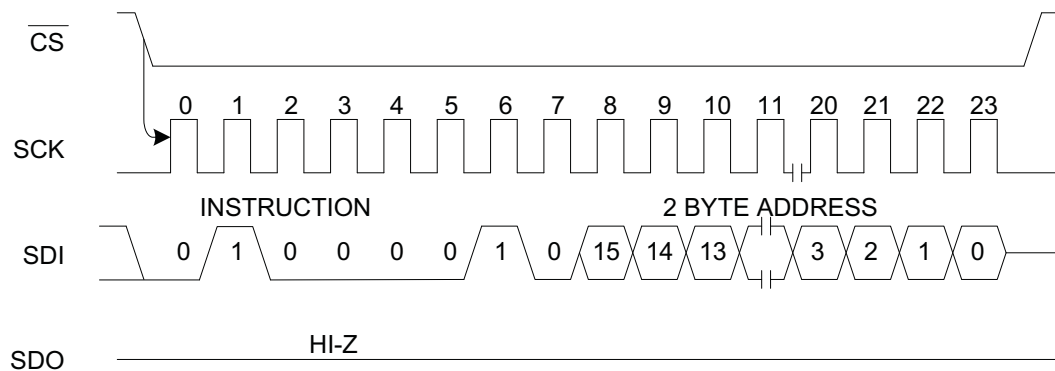 CS
0 1 2 3 4 5 6 7 8 9 10 11 20 21 22 23
SCK
INSTRUCTION 2 BYTE ADDRESS
SDI 0 1 0 0 0 0 1 0 15 14 13 3 2 1 0
HI-Z
SDO